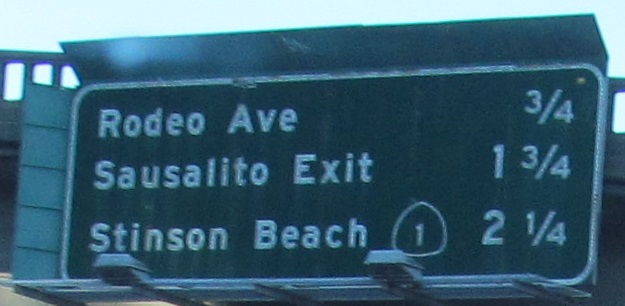 Rodeo Ave 3/4
Sausalito Exit 1 3/4
Stinson Beach 1 2 1/4